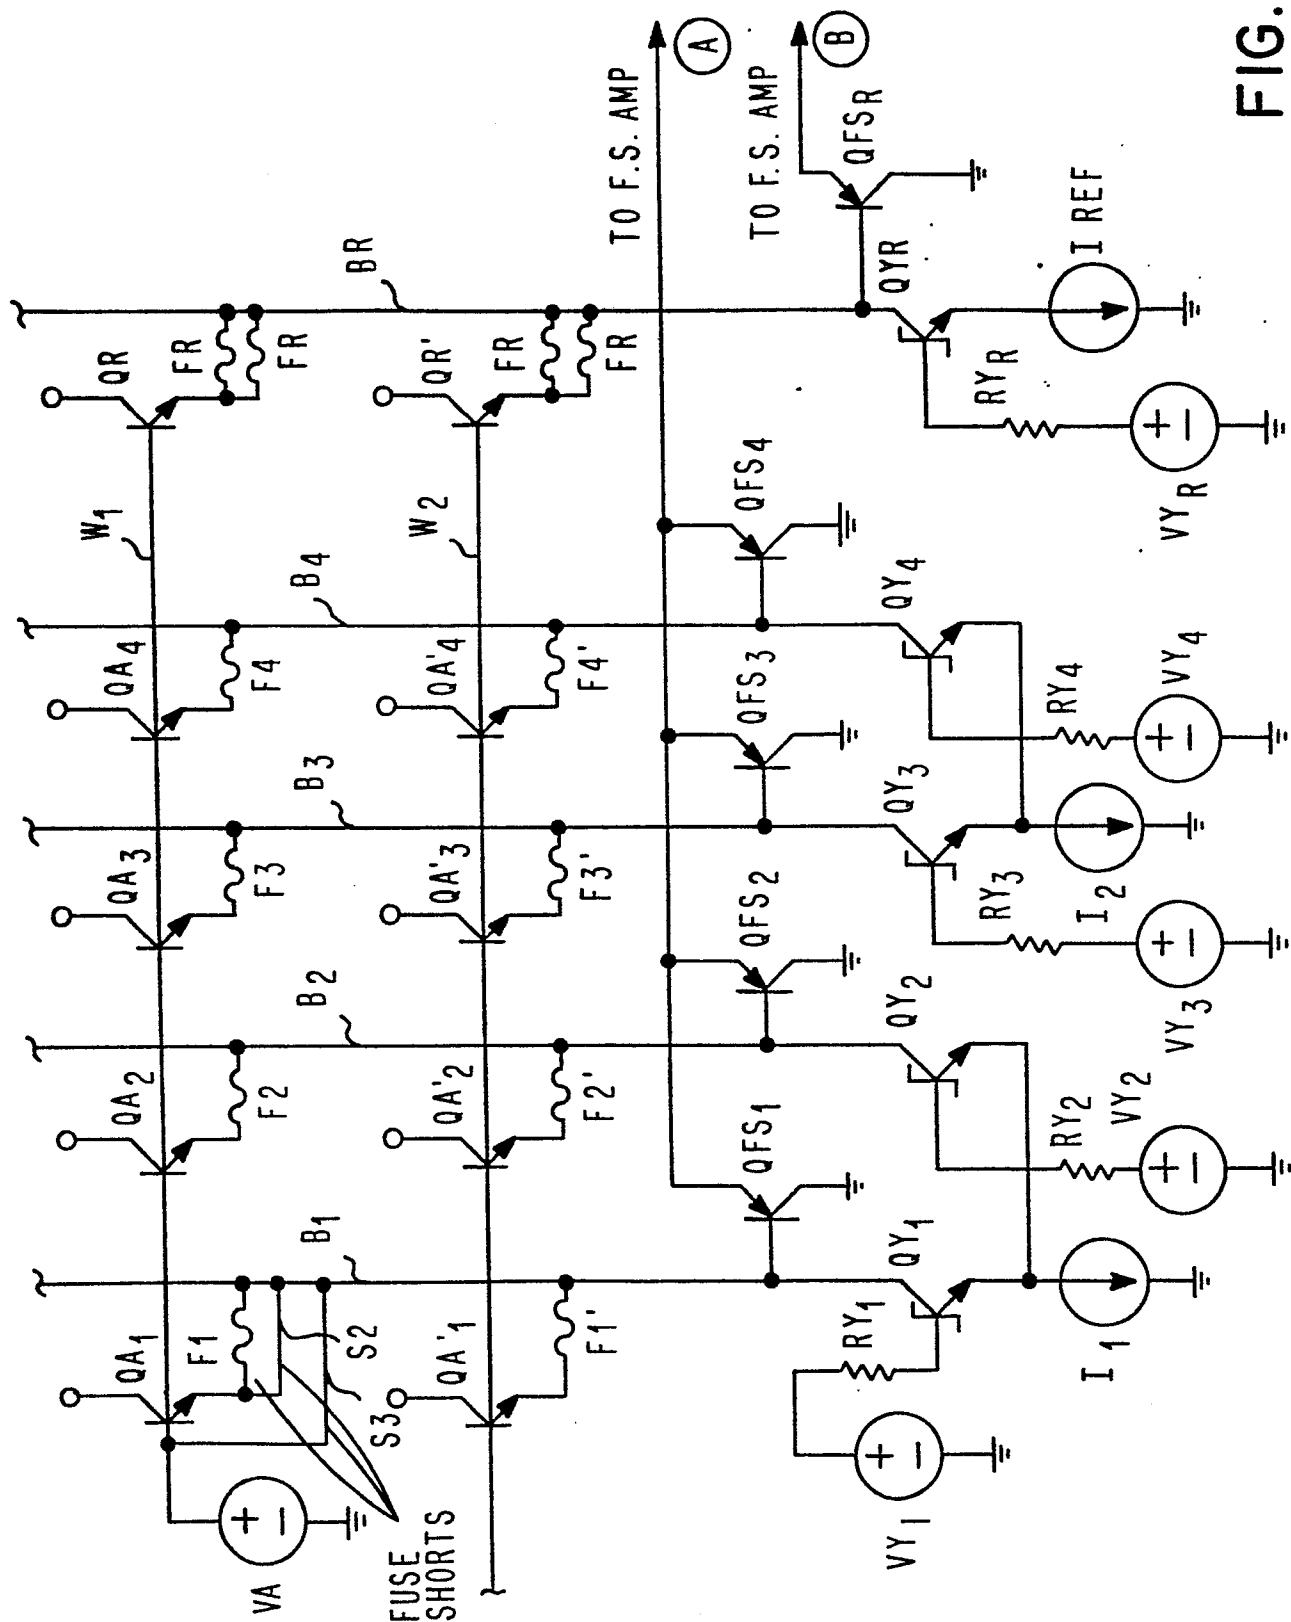 FIG.
TO F.S. AMP
A
TO F.S. AMP
B
W1
BR
QA1
QA2
QA3
QA4
QR
F1
F2
F3
F4
FR
FR
VA
+
-
FUSE
SHORTS
S2
S3
B1
B2
B3
B4
W2
QA'1
QA'2
QA'3
QA'4
QR'
F1'
F2'
F3'
F4'
FR
FR
QFS1
QFS2
QFS3
QFS4
QFSR
QY1
QY2
QY3
QY4
QYR
RY1
RY2
RY3
RY4
RYR
VY1
+
-
I1
VY2
+
-
VY3
+
-
I2
VY4
+
-
VYR
+
-
I REF